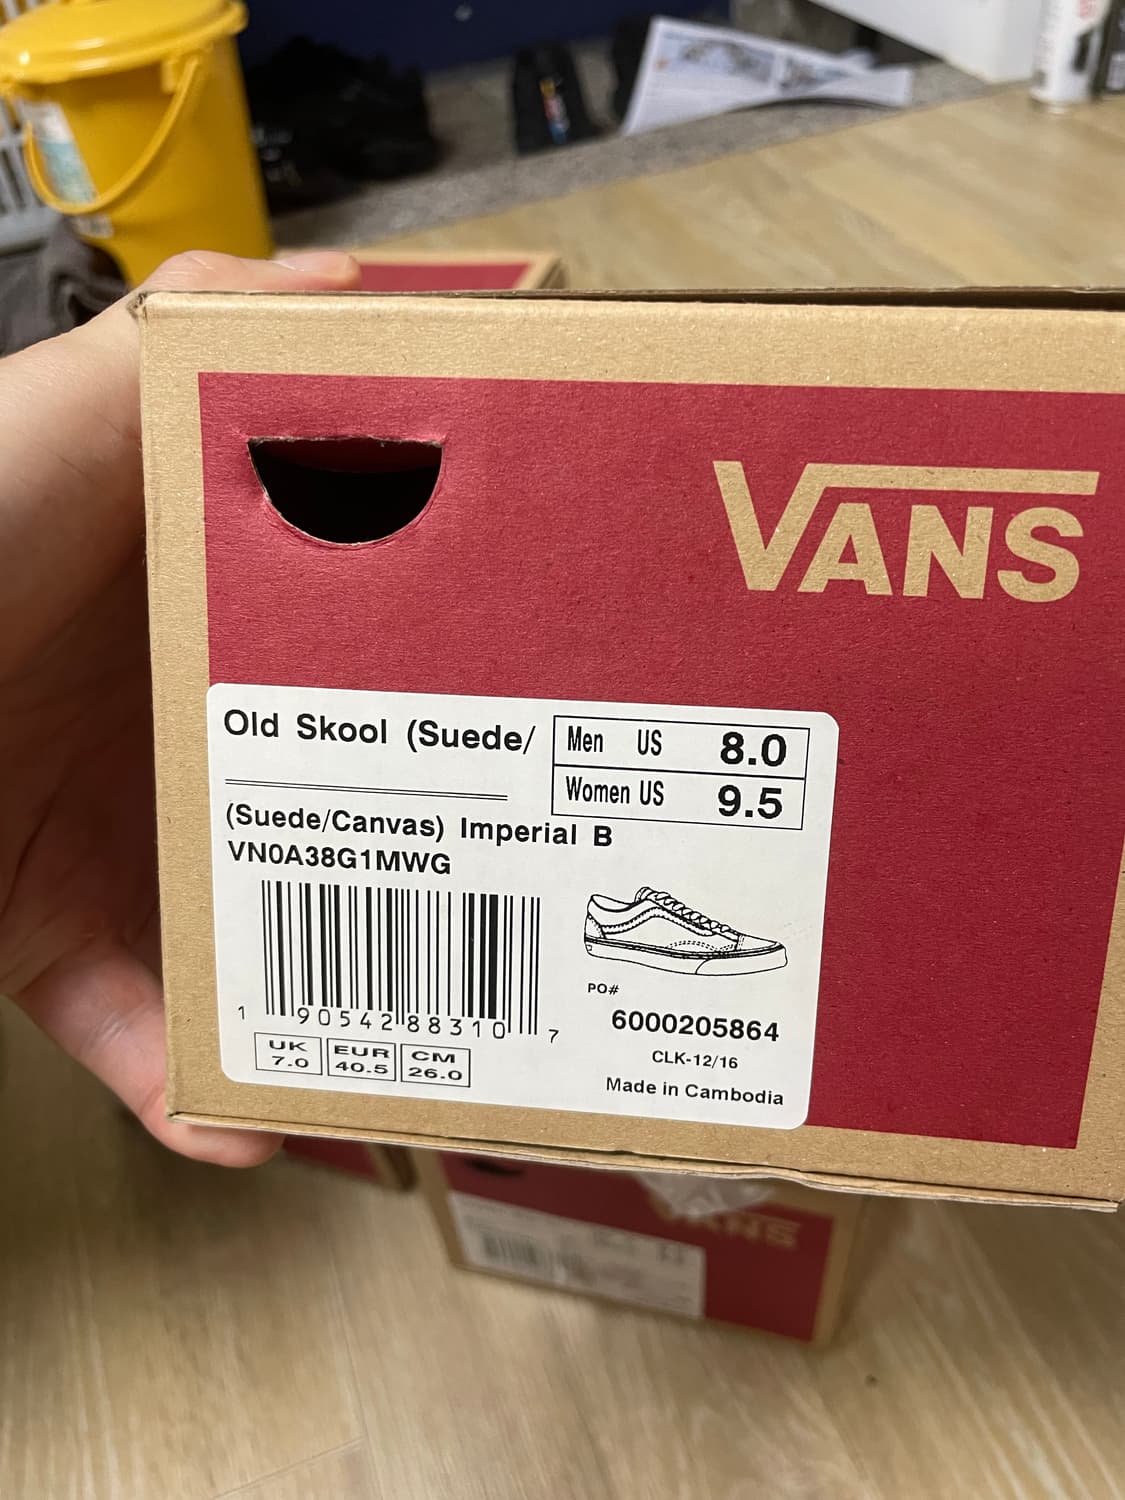 VANS
Old Skool (Suede/
Men US 8.0
Women US 9.5
(Suede/Canvas) Imperial B
VN0A38G1MWG
1 90542 88310 7
UK 7.0
EUR 40.5
CM 26.0
PO#
6000205864
CLK-12/16
Made in Cambodia
VANS